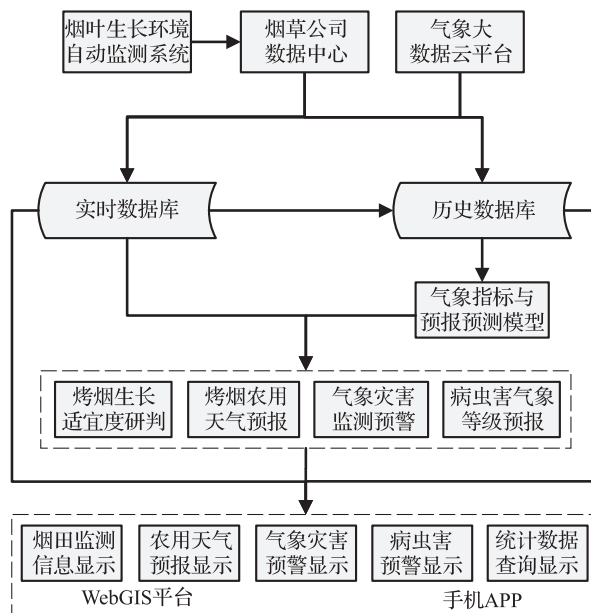 烟叶生长环境
自动监测系统
烟草公司
数据中心
气象大
数据云平台
实时数据库
历史数据库
气象指标与
预报预测模型
烤烟生长
适宜度研判
烤烟农用
天气预报
气象灾害
监测预警
病虫害气象
等级预报
烟田监测
信息显示
农用天气
预报显示
气象灾害
预警显示
病虫害
预警显示
统计数据
查询显示
WebGIS平台
手机APP